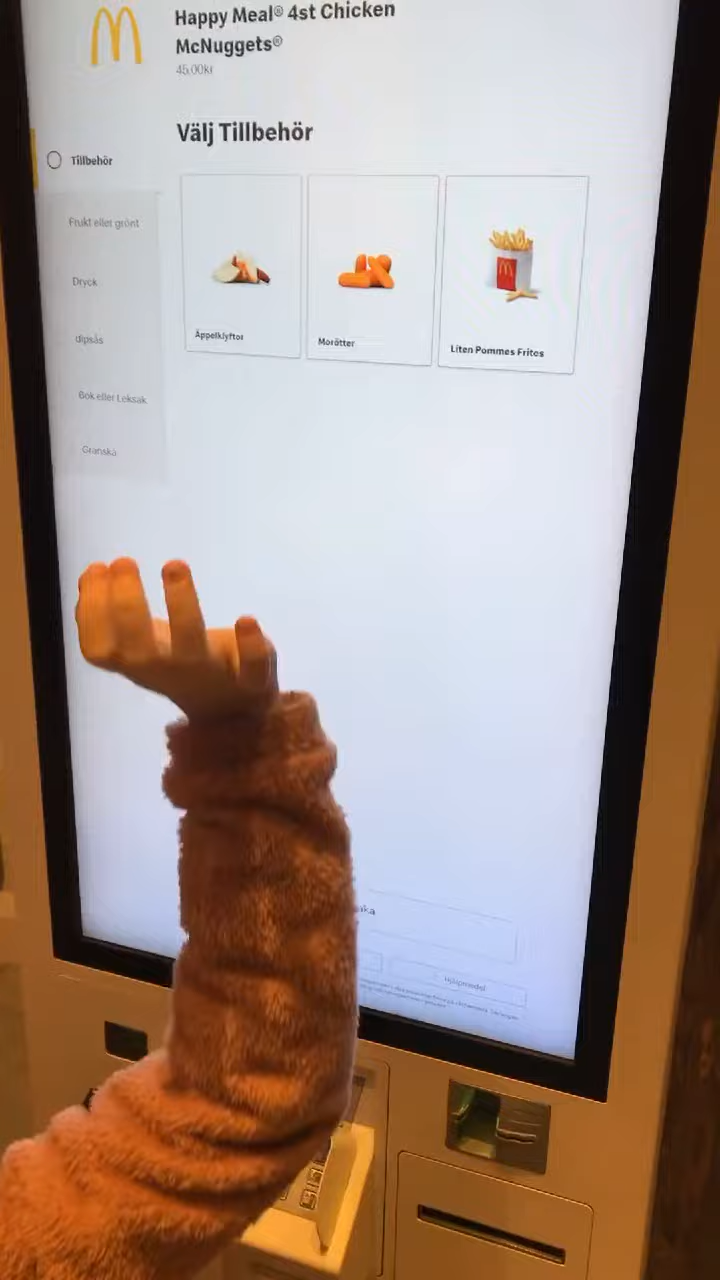 Happy Meal® 4st Chicken
McNuggets®
45,00kr
Välj Tillbehör
Tillbehör
Frukt eller grönt
Dryck
dipsås
Bok eller Leksak
Granska
Äppelklyftor
Morötter
Liten Pommes Frites
Hjälpmedel